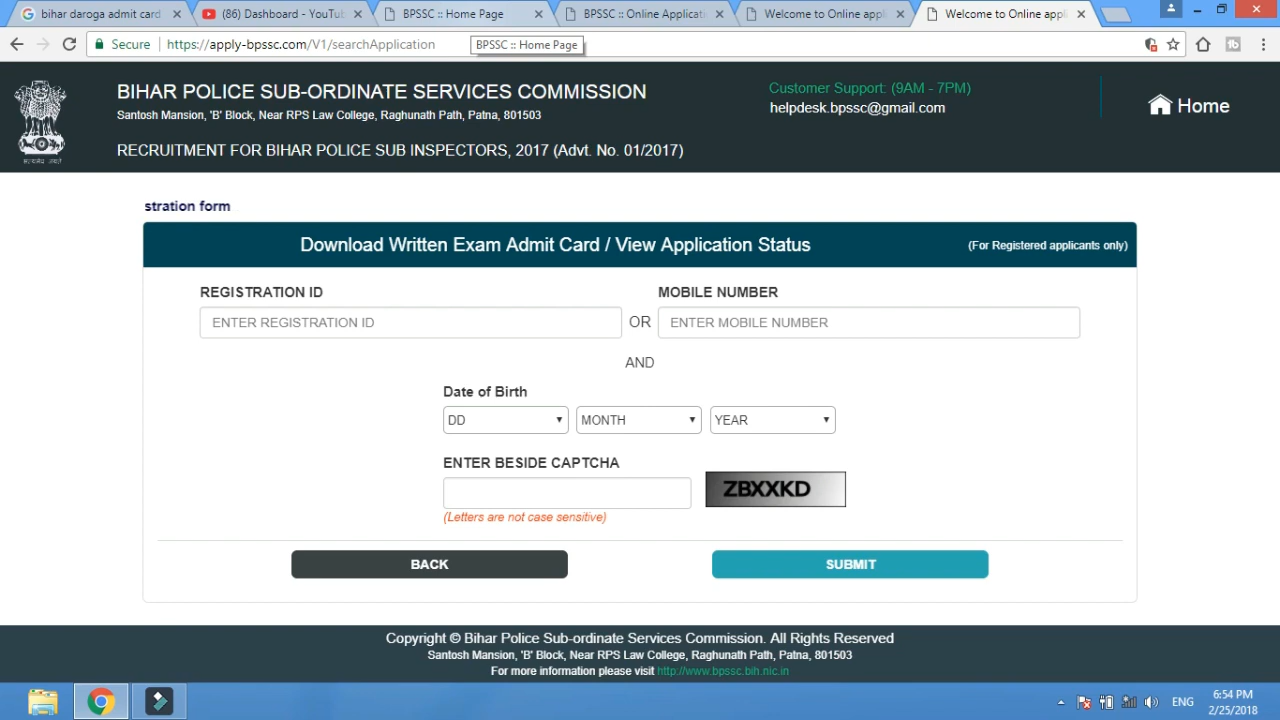 bihar daroga admit card
(86) Dashboard - YouTub
BPSSC :: Home Page
BPSSC :: Online Applicati
Welcome to Online appl
Welcome to Online appl
Secure
https://apply-bpssc.com/V1/searchApplication
BPSSC :: Home Page
BIHAR POLICE SUB-ORDINATE SERVICES COMMISSION
Santosh Mansion, 'B' Block, Near RPS Law College, Raghunath Path, Patna, 801503
RECRUITMENT FOR BIHAR POLICE SUB INSPECTORS, 2017 (Advt. No. 01/2017)
Customer Support: (9AM - 7PM)
helpdesk.bpssc@gmail.com
Home
सत्यमेव जयते
stration form
Download Written Exam Admit Card / View Application Status
(For Registered applicants only)
REGISTRATION ID
ENTER REGISTRATION ID
OR
MOBILE NUMBER
ENTER MOBILE NUMBER
AND
Date of Birth
DD
MONTH
YEAR
ENTER BESIDE CAPTCHA
ZBXXKD
(Letters are not case sensitive)
BACK
SUBMIT
Copyright © Bihar Police Sub-ordinate Services Commission. All Rights Reserved
Santosh Mansion, 'B' Block, Near RPS Law College, Raghunath Path, Patna, 801503
For more information please visit http://www.bpssc.bih.nic.in
ENG
6:54 PM
2/25/2018